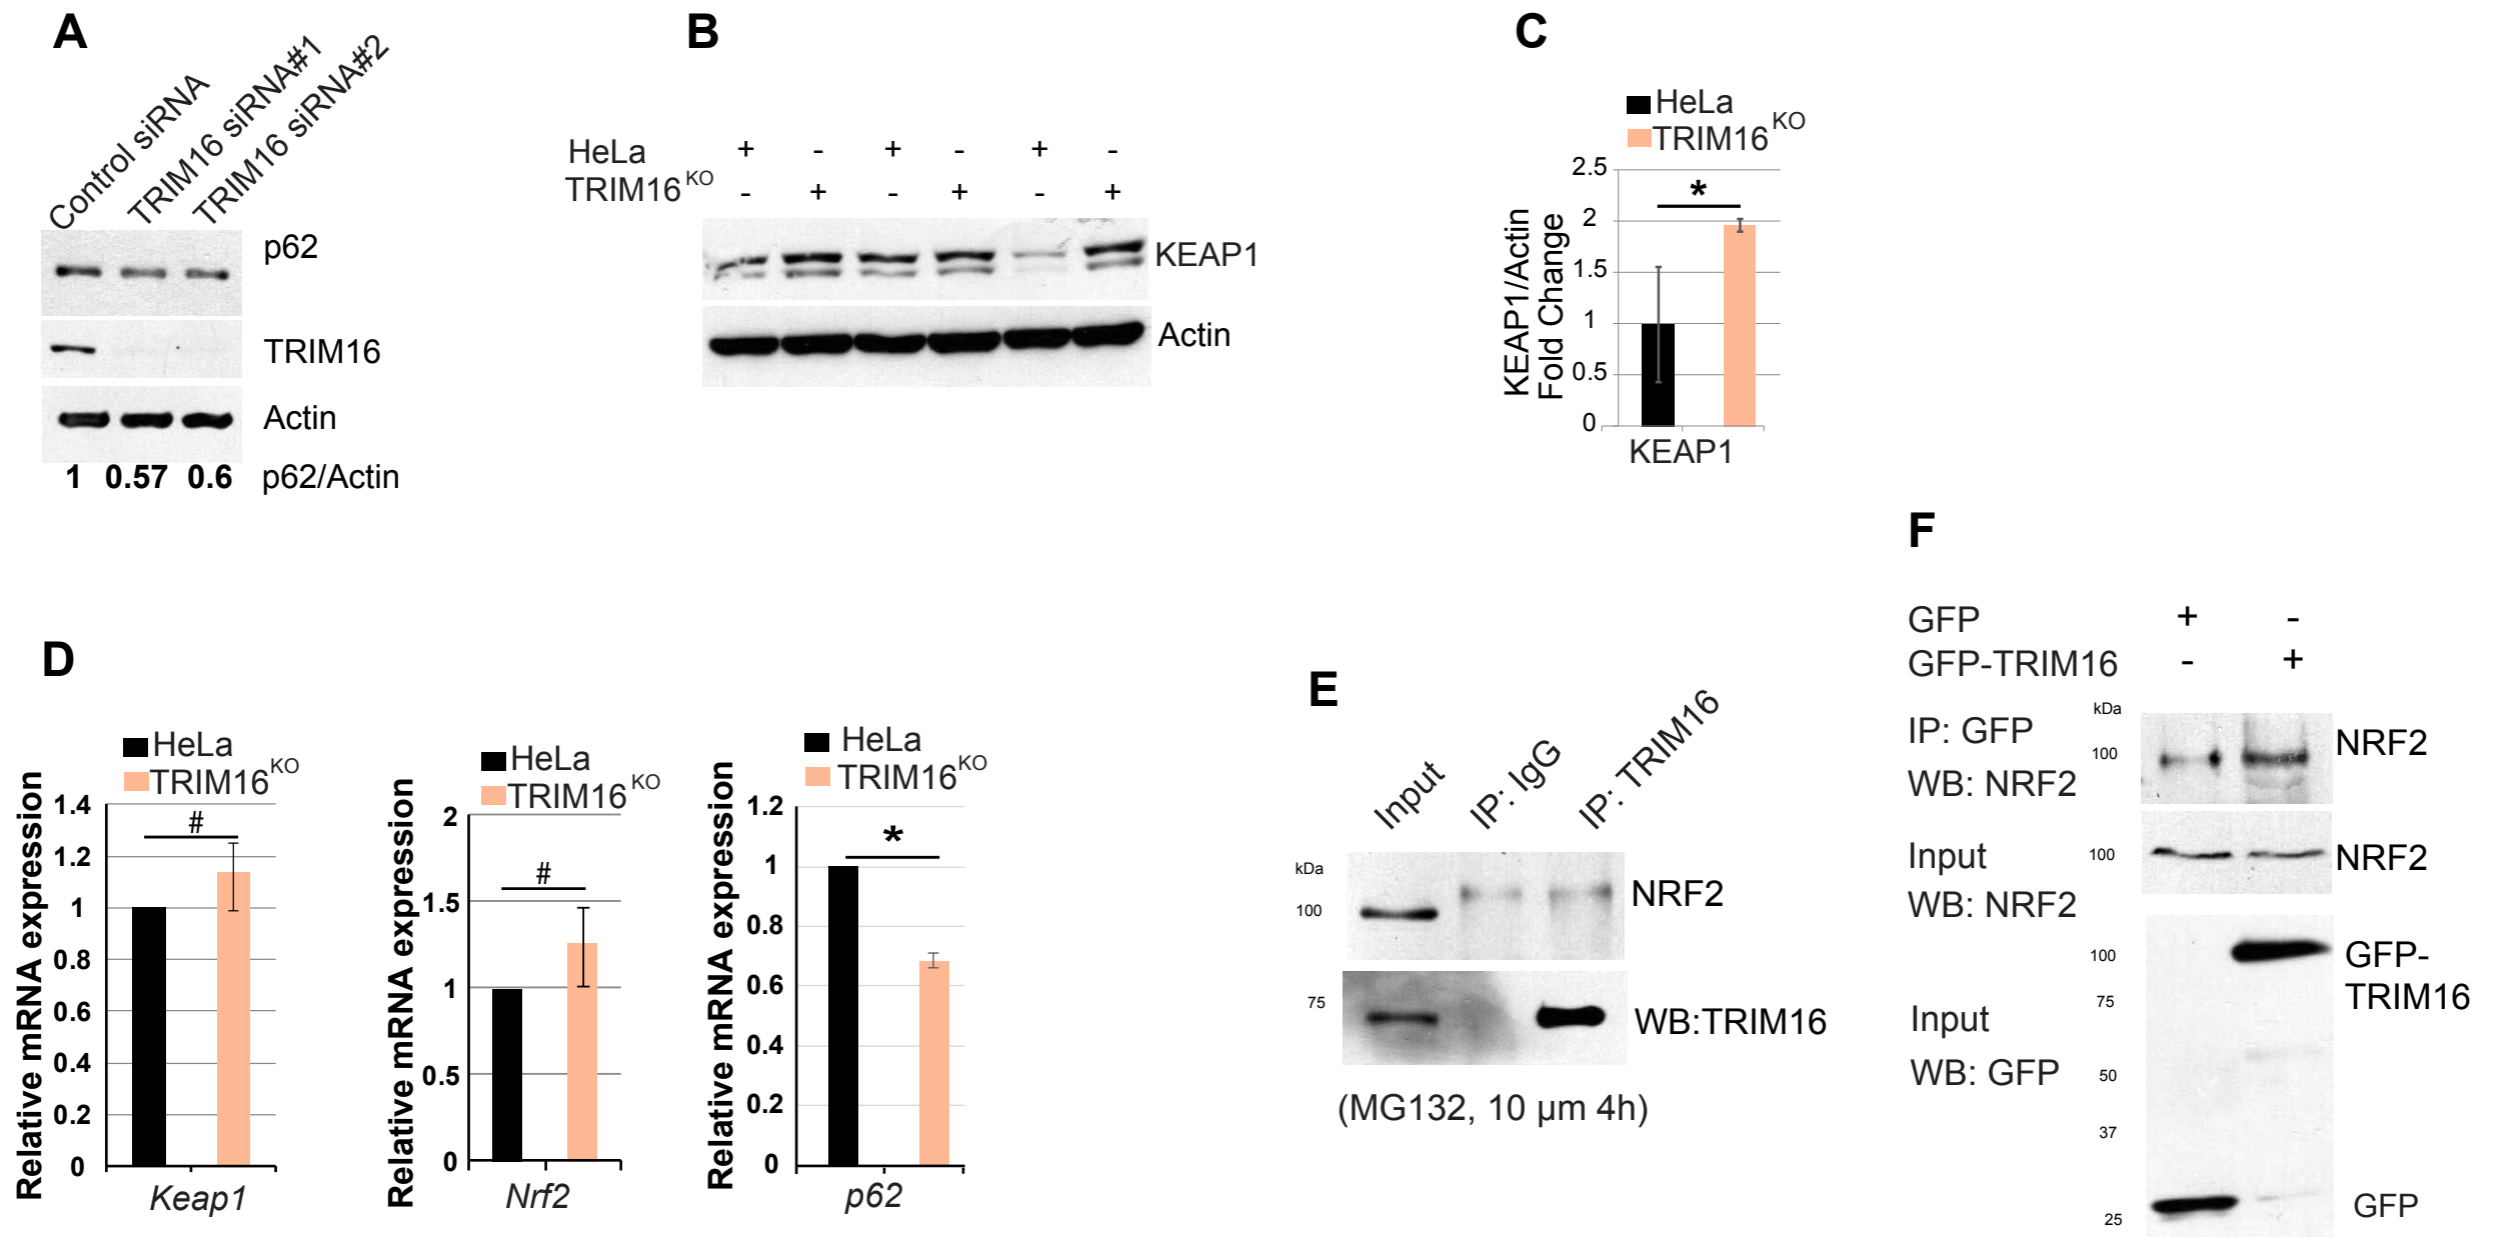 A
Control siRNA
TRIM16 siRNA#1
TRIM16 siRNA#2
p62
TRIM16
Actin
1 0.57 0.6 p62/Actin
B
HeLa + - + - + -
TRIM16KO - + - + - +
KEAP1
Actin
C
HeLa
TRIM16KO
KEAP1/Actin
Fold Change
2.5
2
1.5
1
0.5
0
*
KEAP1
D
HeLa
TRIM16KO
Relative mRNA expression
1.4
1.2
1
0.8
0.6
0.4
0.2
0
#
Keap1
HeLa
TRIM16KO
Relative mRNA expression
2
1.5
1
0.5
0
#
Nrf2
HeLa
TRIM16KO
Relative mRNA expression
1.2
1
0.8
0.6
0.4
0.2
0
*
p62
E
Input
IP: IgG
IP: TRIM16
kDa
100
NRF2
75
WB:TRIM16
(MG132, 10 μm 4h)
F
GFP + -
GFP-TRIM16 - +
kDa
IP: GFP
WB: NRF2
100
NRF2
Input
WB: NRF2
100
NRF2
Input
WB: GFP
100
75
50
37
25
GFP-
TRIM16
GFP